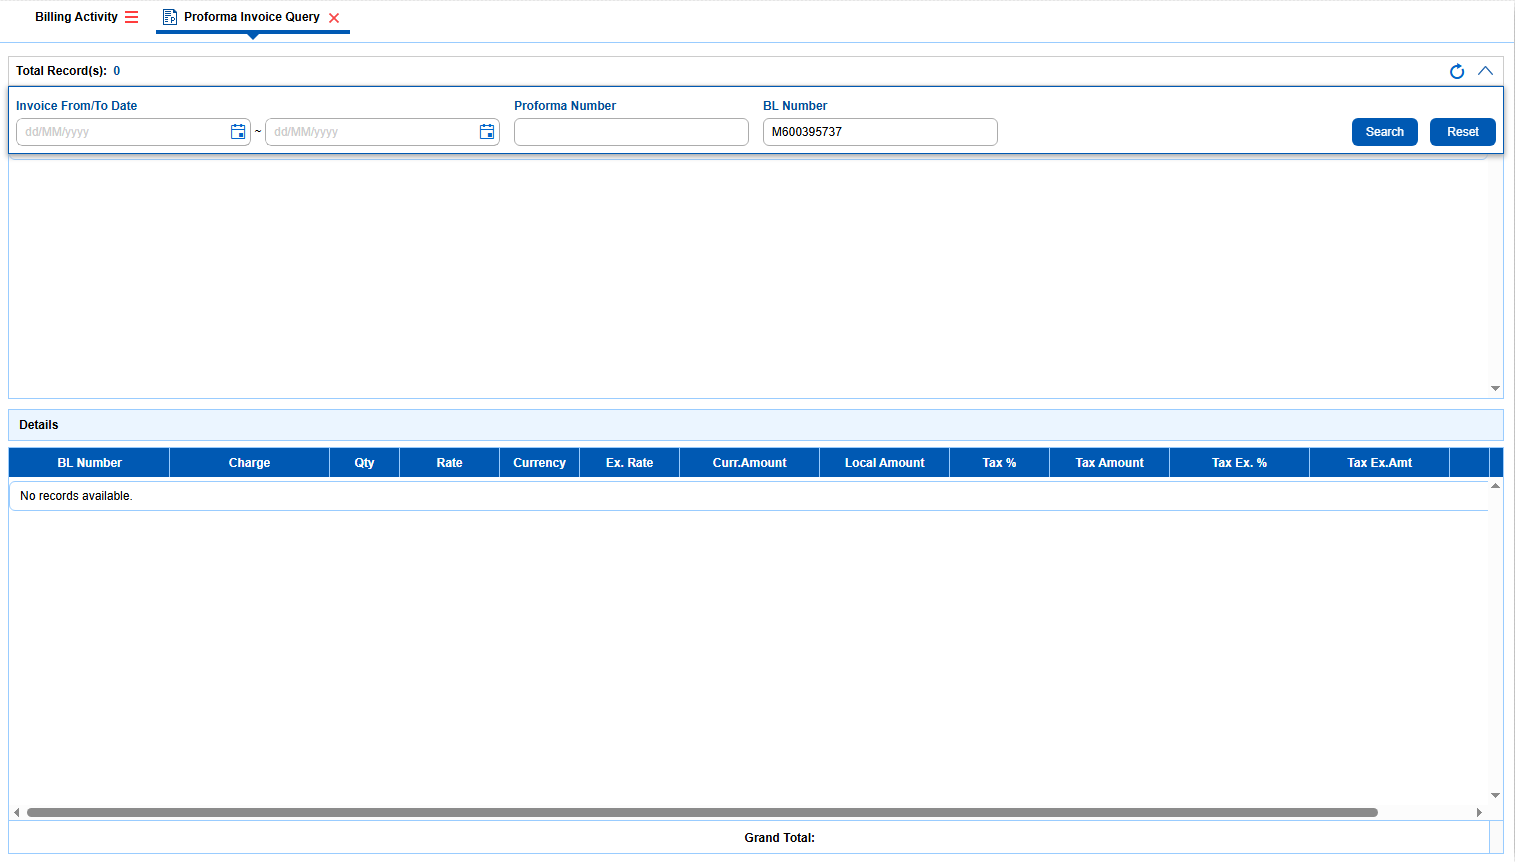 Billing Activity
Proforma Invoice Query
Total Record(s): 0
Invoice From/To Date
Proforma Number
BL Number
dd/MM/yyyy ~ dd/MM/yyyy
M600395737
Search
Reset
Details
BL Number Charge Qty Rate Currency Ex. Rate Curr.Amount Local Amount Tax % Tax Amount Tax Ex. % Tax Ex.Amt
No records available.
Grand Total: